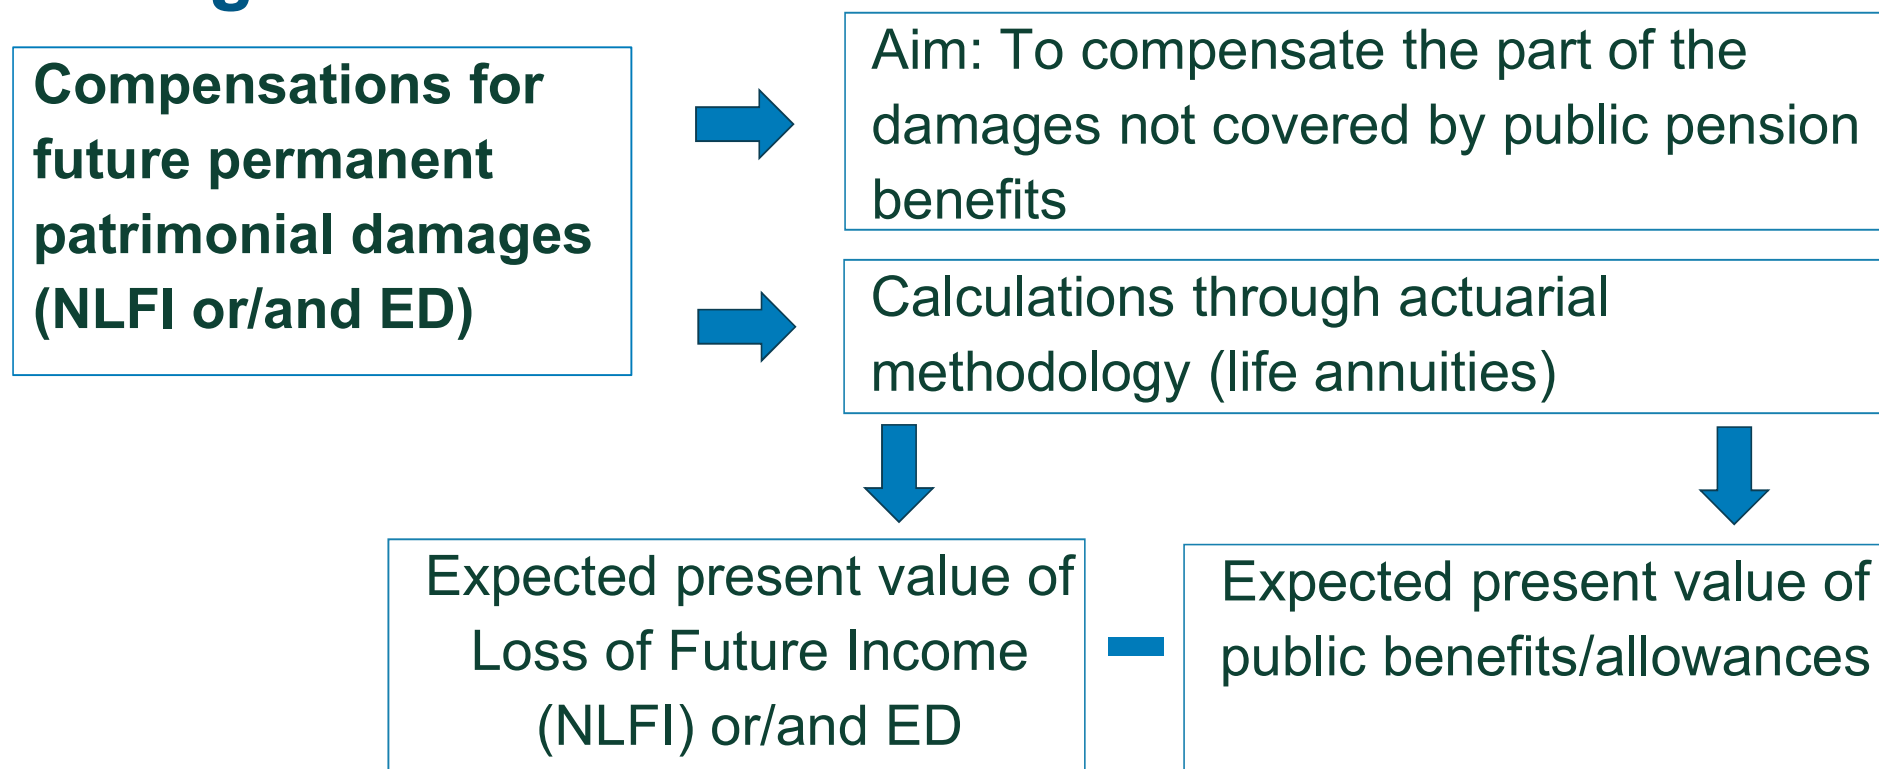 Compensations for
future permanent
patrimonial damages
(NLFI or/and ED)
Aim: To compensate the part of the
damages not covered by public pension
benefits
Calculations through actuarial
methodology (life annuities)
Expected present value of
Loss of Future Income
(NLFI) or/and ED
Expected present value of
public benefits/allowances